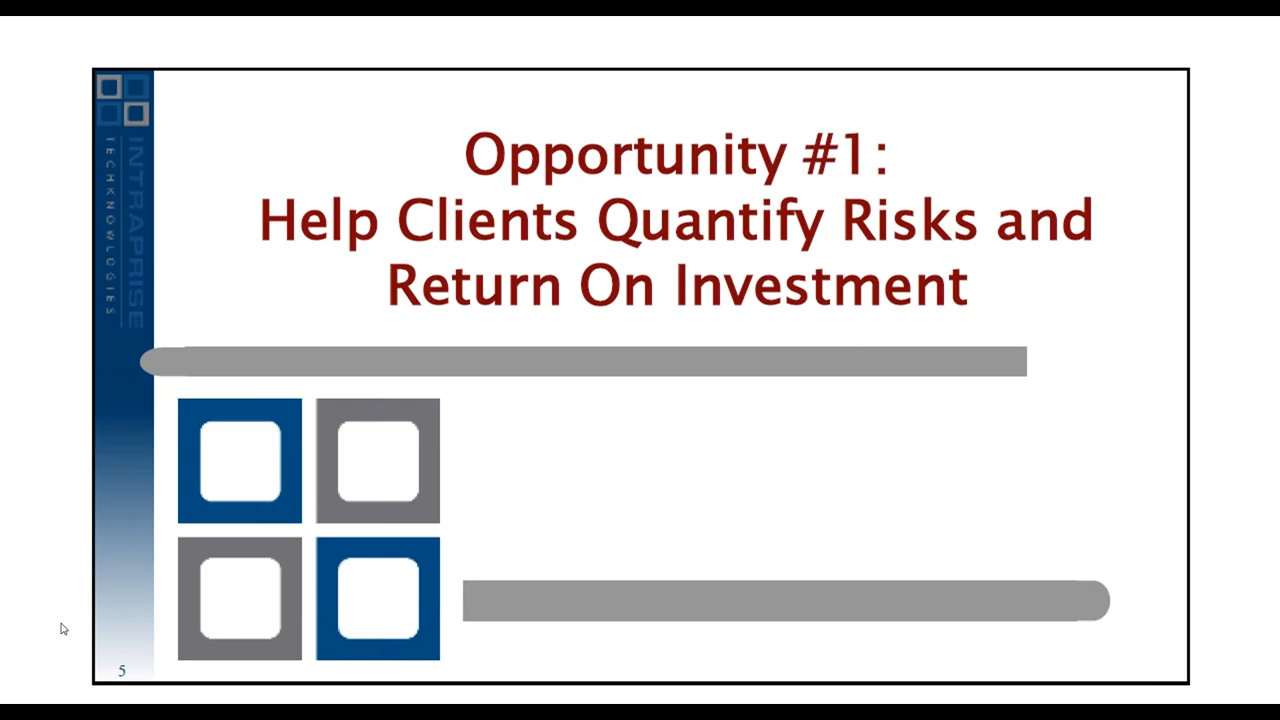 Opportunity #1:
Help Clients Quantify Risks and
Return On Investment
INTRAPRISE
TECHKNOWLOGIES
5